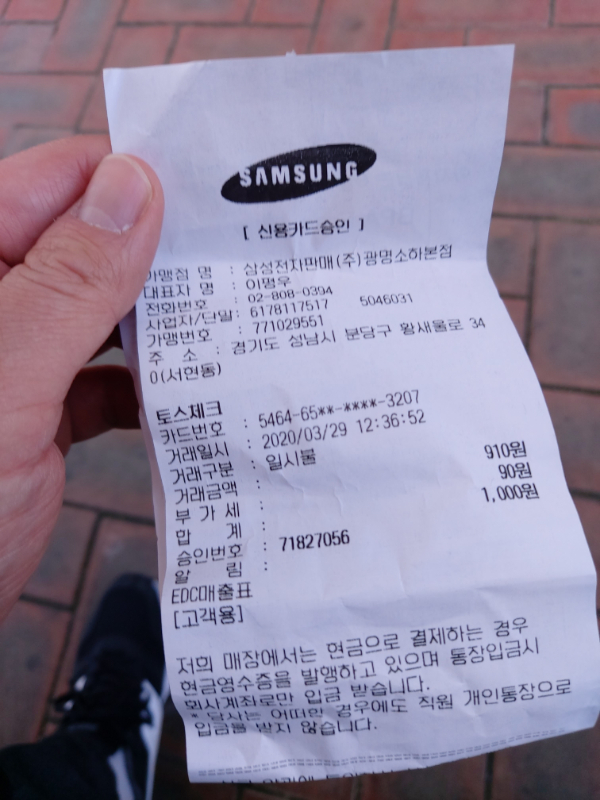 SAMSUNG
[ 신용카드승인 ]
가맹점 명 : 삼성전자판매(주)광명소하본점
대표자 명 : 이명우
전화번호 : 02-808-0394
사업자/단말: 6178117517 5046031
가맹번호 : 771029551
주 소 : 경기도 성남시 분당구 황새울로 34
0(서현동)
토스체크
카드번호 : 5464-65**-****-3207
거래일시 : 2020/03/29 12:36:52
거래구분 : 일시불
거래금액 : 910원
부 가 세 : 90원
합 계 : 1,000원
승인번호 : 71827056
알 림 :
EDC매출표
[고객용]
저희 매장에서는 현금으로 결제하는 경우
현금영수증을 발행하고 있으며 통장입금시
회사계좌로만 입금 받습니다.
* 당사는 어떠한 경우에도 직원 개인통장으로
입금을 받지 않습니다.